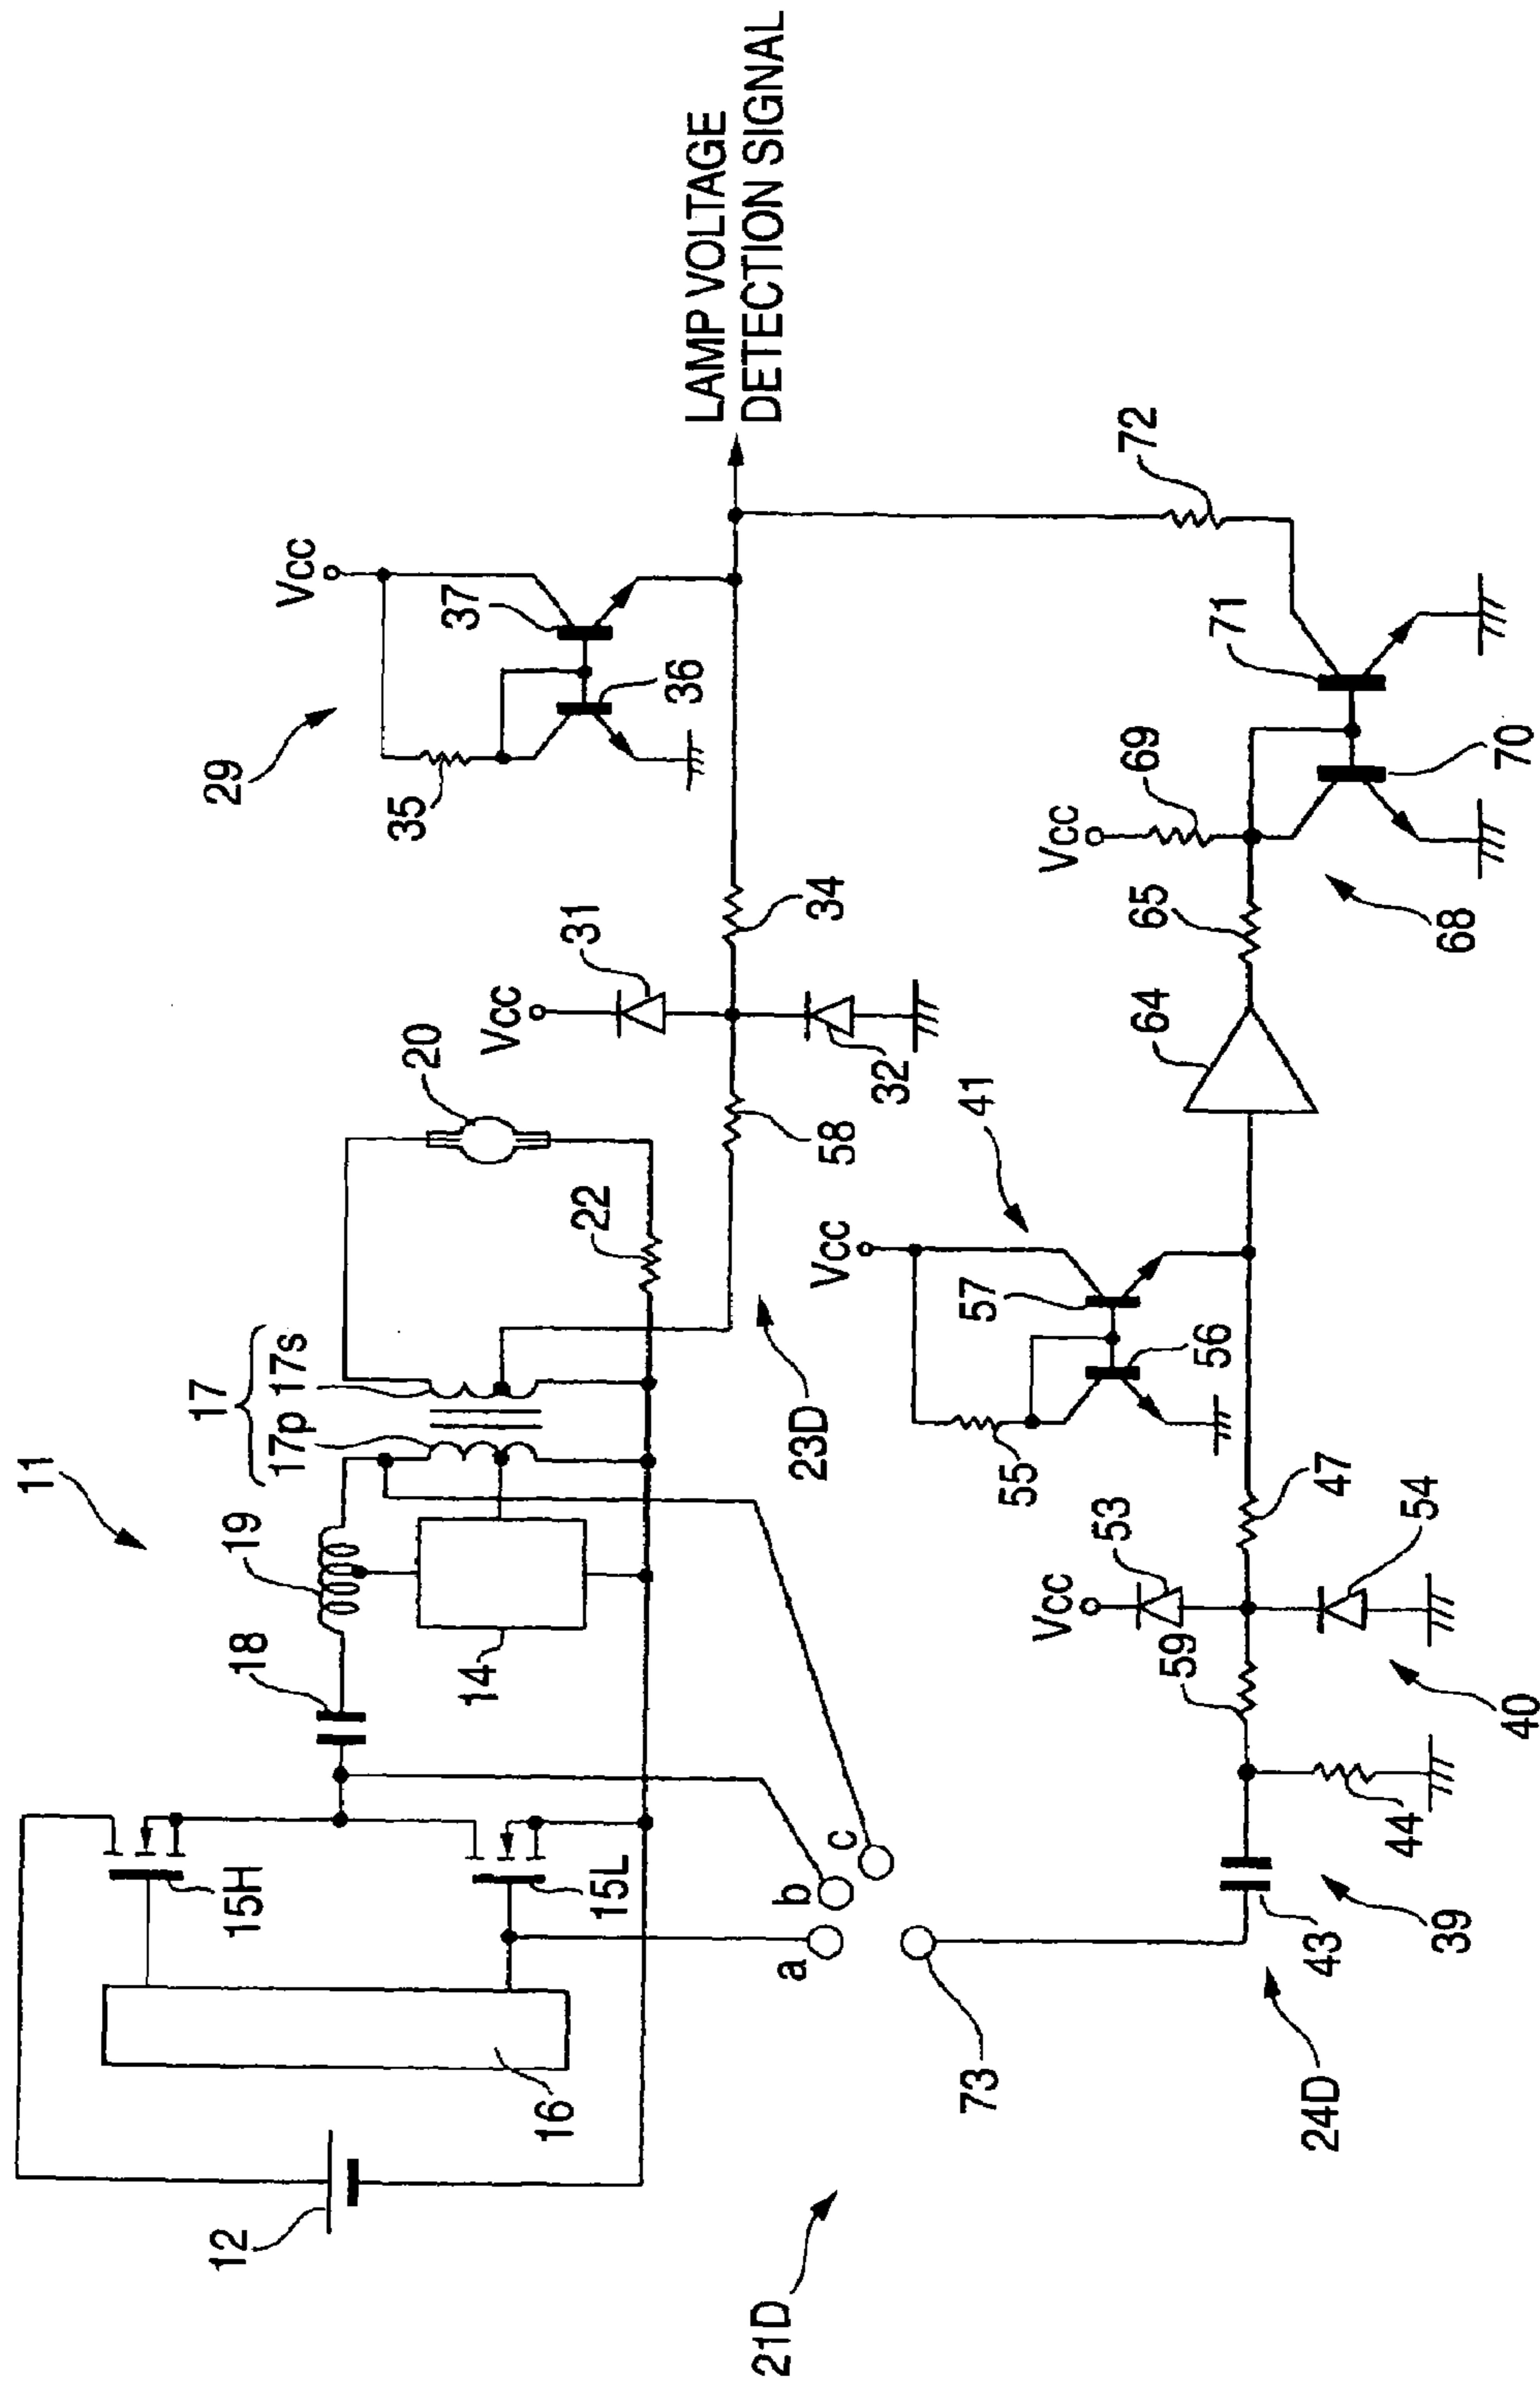 11
17
17p 17s
19
18
14
20
22
12
16
15H
15L
Vcc
31
32
58
34
23D
29
Vcc
35
36
37
LAMP VOLTAGE
DETECTION SIGNAL
a
b
c
73
21D
24D
43
39
44
59
Vcc
53
54
40
47
Vcc
41
55
56
57
64
65
Vcc
69
68
70
71
72